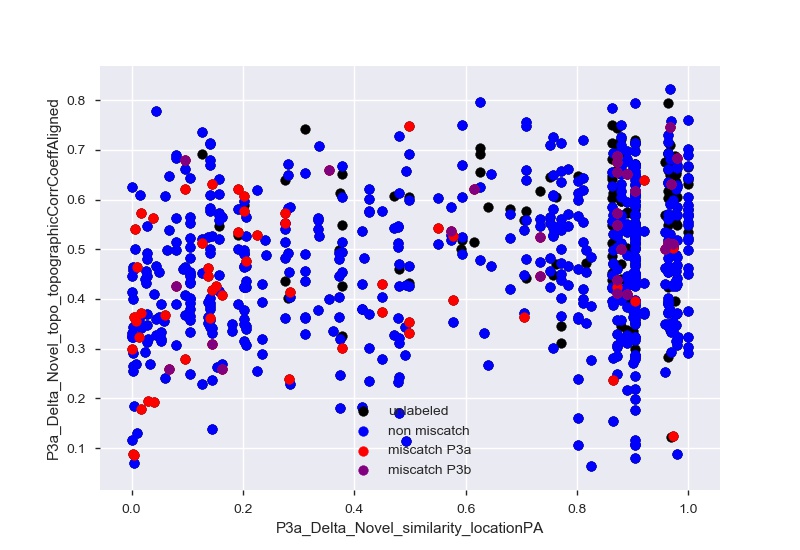 0.8
0.7
0.6
0.5
0.4
0.3
0.2
0.1
P3a_Delta_Novel_topo_topographicCorrCoeffAligned
unlabeled
non miscatch
miscatch P3a
miscatch P3b
0.0 0.2 0.4 0.6 0.8 1.0
P3a_Delta_Novel_similarity_locationPA